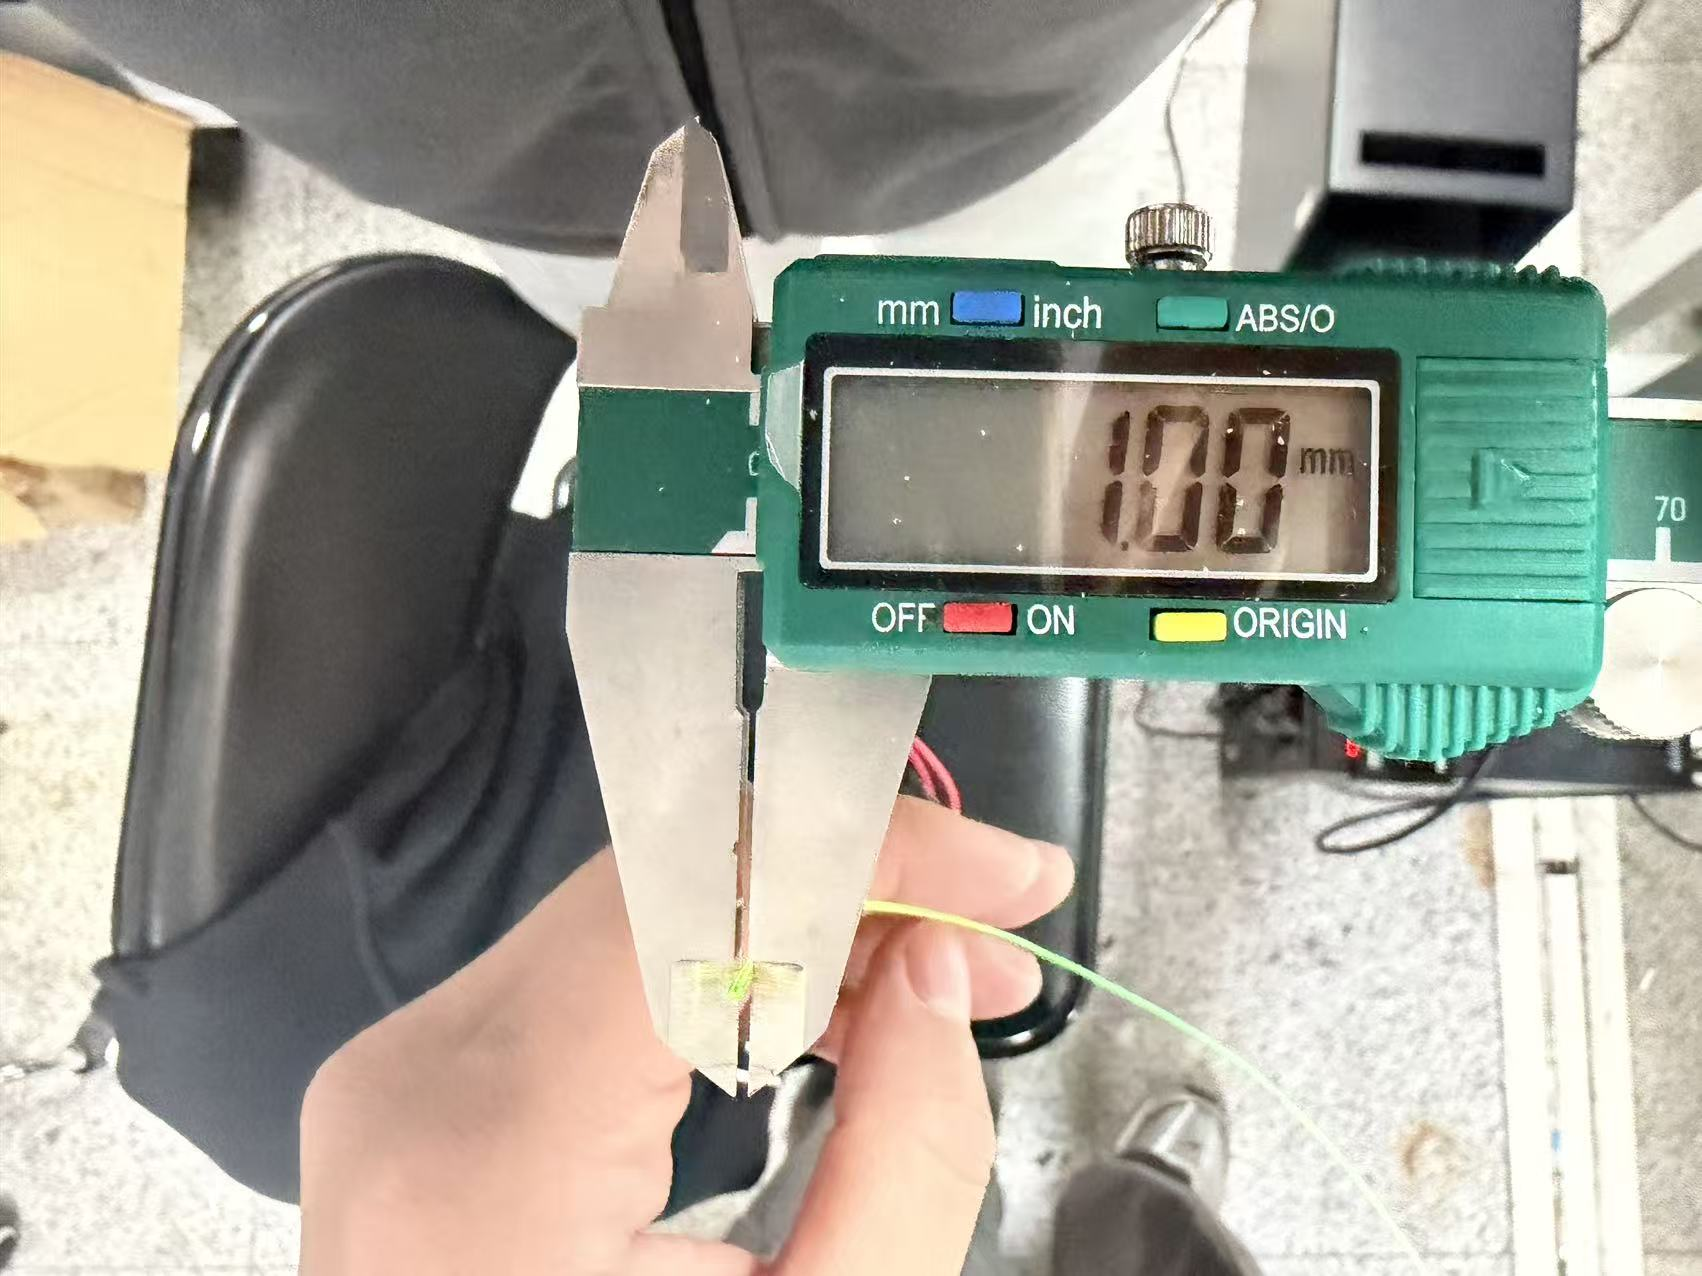 mm inch ABS/O
1.00 mm
70
OFF ON ORIGIN